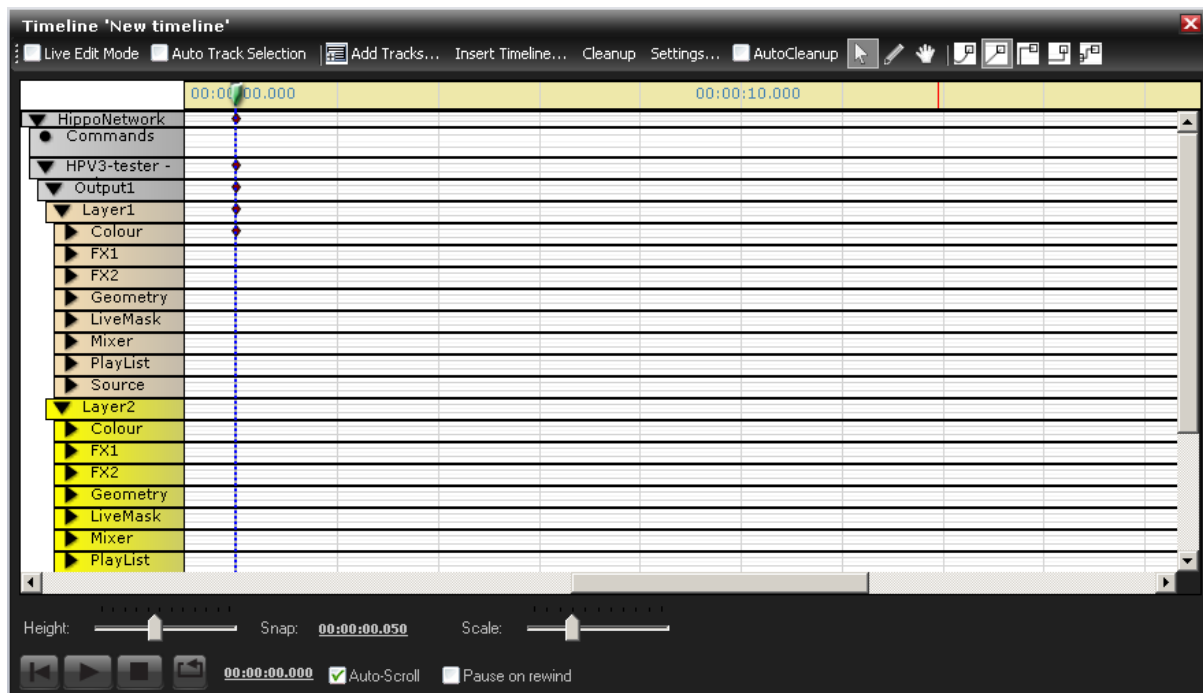 Timeline 'New timeline'
Live Edit Mode Auto Track Selection Add Tracks... Insert Timeline... Cleanup Settings... AutoCleanup
00:00:00.000 00:00:10.000
HippoNetwork
Commands
HPV3-tester -
Output1
Layer1
Colour
FX1
FX2
Geometry
LiveMask
Mixer
PlayList
Source
Layer2
Colour
FX1
FX2
Geometry
LiveMask
Mixer
PlayList
Height: Snap: 00:00:00.050 Scale:
00:00:00.000 Auto-Scroll Pause on rewind